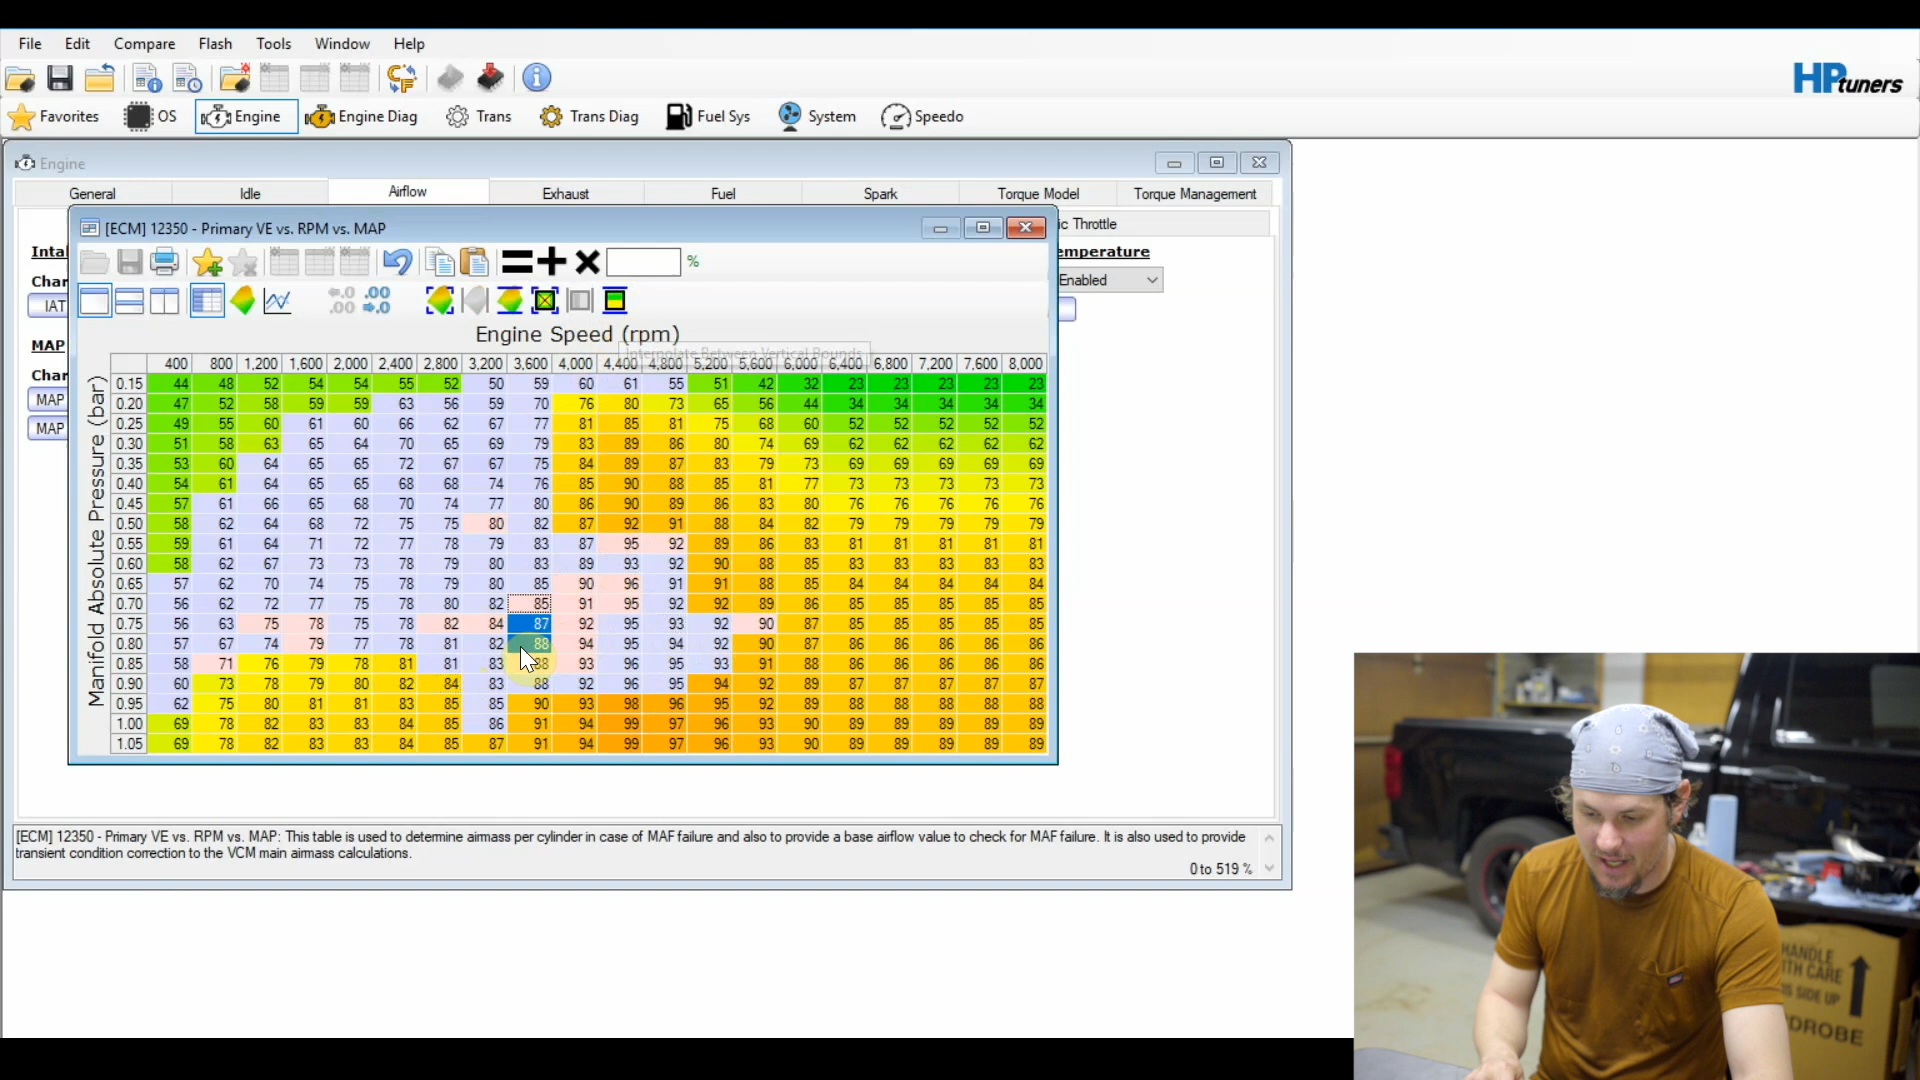 File Edit Compare Flash Tools Window Help
HPtuners
Favorites OS Engine Engine Diag Trans Trans Diag Fuel Sys System Speedo
Engine
General Idle Airflow Exhaust Fuel Spark Torque Model Torque Management
[ECM] 12350 - Primary VE vs. RPM vs. MAP
ic Throttle
Intal
emperature
%
Char
Enabled
IAT
.0 .00
.00 .0
Engine Speed (rpm)
MAP
Interpolate Between Vertical Bounds
Char
MAP
MAP
Manifold Absolute Pressure (bar)
400 800 1,200 1,600 2,000 2,400 2,800 3,200 3,600 4,000 4,400 4,800 5,200 5,600 6,000 6,400 6,800 7,200 7,600 8,000
0.15 44 48 52 54 54 55 52 50 59 60 61 55 51 42 32 23 23 23 23 23
0.20 47 52 58 59 59 63 56 59 70 76 80 73 65 56 44 34 34 34 34 34
0.25 49 55 60 61 60 66 62 67 77 81 85 81 75 68 60 52 52 52 52 52
0.30 51 58 63 65 64 70 65 69 79 83 89 86 80 74 69 62 62 62 62 62
0.35 53 60 64 65 65 72 67 67 75 84 89 87 83 79 73 69 69 69 69 69
0.40 54 61 64 65 65 68 68 74 76 85 90 88 85 81 77 73 73 73 73 73
0.45 57 61 66 65 68 70 74 77 80 86 90 89 86 83 80 76 76 76 76 76
0.50 58 62 64 68 72 75 75 80 82 87 92 91 88 84 82 79 79 79 79 79
0.55 59 61 64 71 72 77 78 79 83 87 95 92 89 86 83 81 81 81 81 81
0.60 58 62 67 73 73 78 79 80 83 89 93 92 90 88 85 83 83 83 83 83
0.65 57 62 70 74 75 78 79 80 85 90 96 91 91 88 85 84 84 84 84 84
0.70 56 62 72 77 75 78 80 82 85 91 95 92 92 89 86 85 85 85 85 85
0.75 56 63 75 78 75 78 82 84 87 92 95 93 92 90 87 85 85 85 85 85
0.80 57 67 74 79 77 78 81 82 88 94 95 94 92 90 87 86 86 86 86 86
0.85 58 71 76 79 78 81 81 83 88 93 96 95 93 91 88 86 86 86 86 86
0.90 60 73 78 79 80 82 84 83 88 92 96 95 94 92 89 87 87 87 87 87
0.95 62 75 80 81 81 83 85 85 90 93 98 96 95 92 89 88 88 88 88 88
1.00 69 78 82 83 83 84 85 86 91 94 99 97 96 93 90 89 89 89 89 89
1.05 69 78 82 83 83 84 85 87 91 94 99 97 96 93 90 89 89 89 89 89
[ECM] 12350 - Primary VE vs. RPM vs. MAP: This table is used to determine airmass per cylinder in case of MAF failure and also to provide a base airflow value to check for MAF failure. It is also used to provide
transient condition correction to the VCM main airmass calculations.
0 to 519 %
HANDLE
ITH CARE
IS SIDE UP
RDROBE